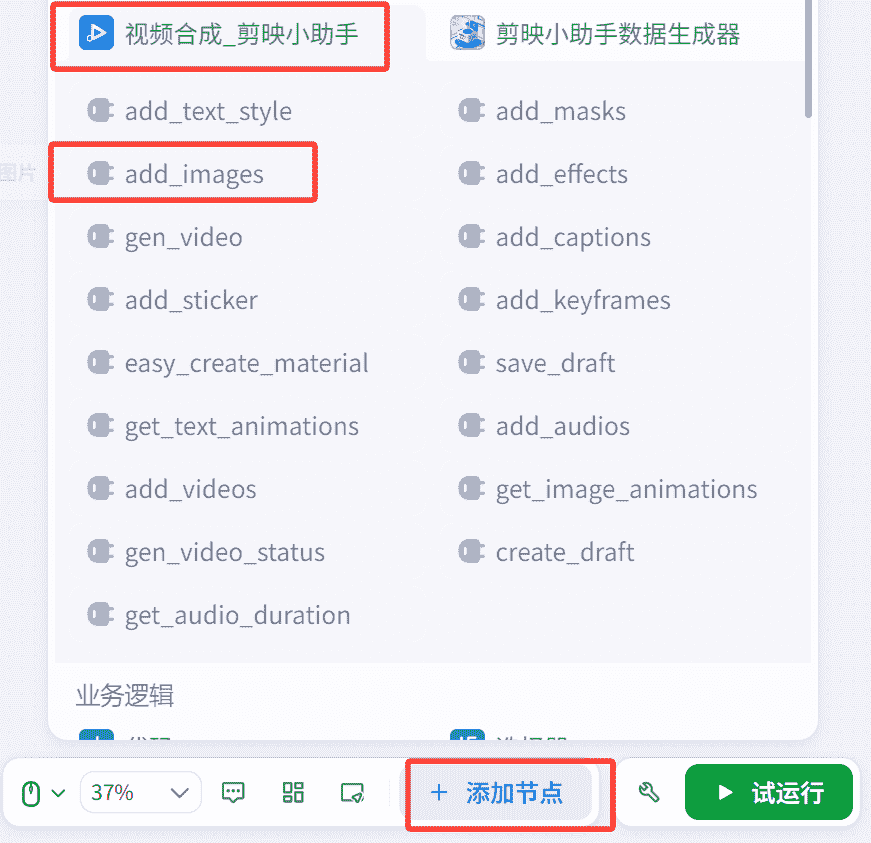 视频合成_剪映小助手
剪映小助手数据生成器
add_text_style
add_masks
图片
add_images
add_effects
gen_video
add_captions
add_sticker
add_keyframes
easy_create_material
save_draft
get_text_animations
add_audios
add_videos
get_image_animations
gen_video_status
create_draft
get_audio_duration
业务逻辑
37%
+ 添加节点
试运行